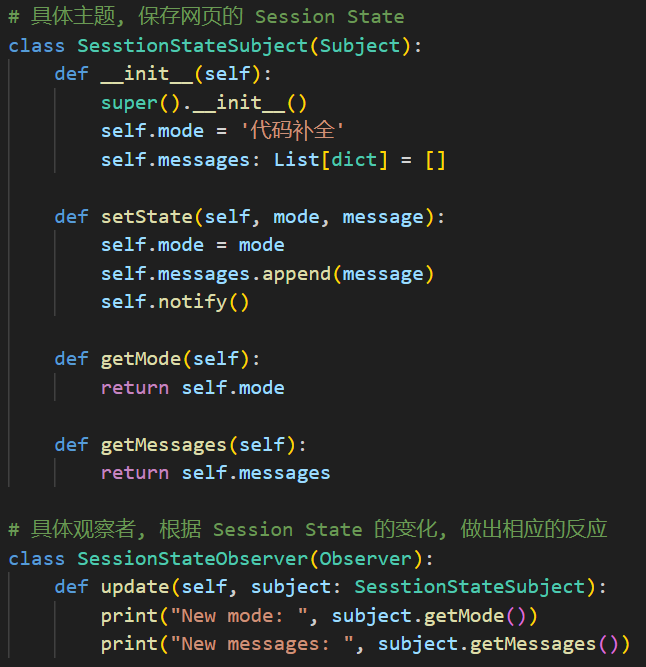 # 具体主题, 保存网页的 Session State
class SesstionStateSubject(Subject):
    def __init__(self):
        super().__init__()
        self.mode = '代码补全'
        self.messages: List[dict] = []

    def setState(self, mode, message):
        self.mode = mode
        self.messages.append(message)
        self.notify()

    def getMode(self):
        return self.mode

    def getMessages(self):
        return self.messages

# 具体观察者, 根据 Session State 的变化, 做出相应的反应
class SessionStateObserver(Observer):
    def update(self, subject: SesstionStateSubject):
        print("New mode: ", subject.getMode())
        print("New messages: ", subject.getMessages())